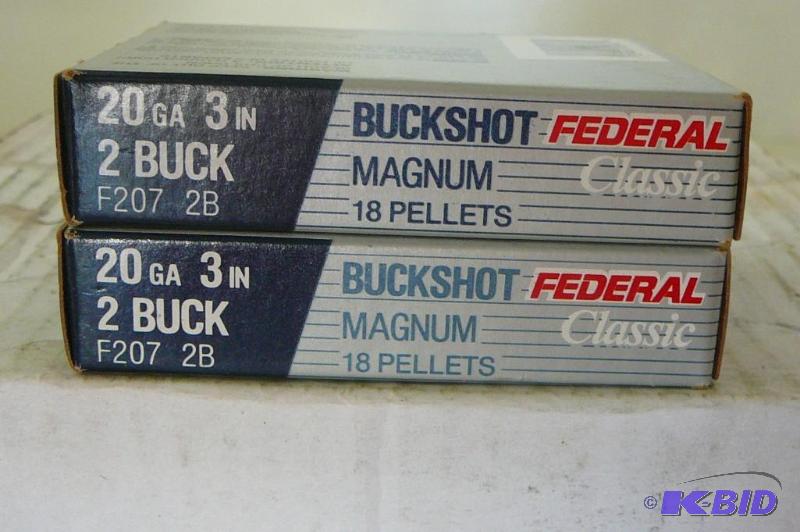 20 GA 3 IN
2 BUCK
F207 2B
BUCKSHOT FEDERAL
MAGNUM Classic
18 PELLETS
20 GA 3 IN
2 BUCK
F207 2B
BUCKSHOT FEDERAL
MAGNUM Classic
18 PELLETS
© K-BID